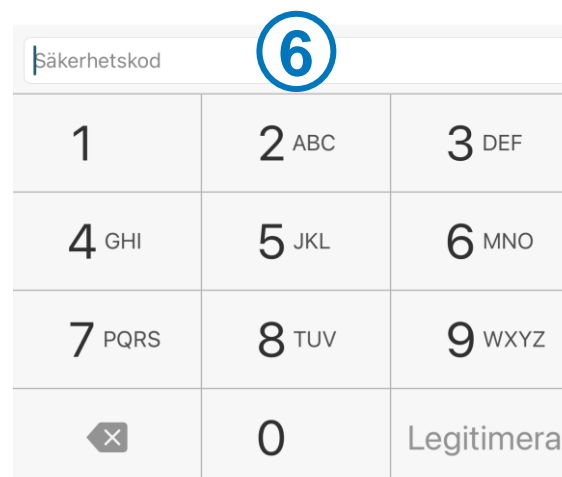 Säkerhetskod
6
1 2 ABC 3 DEF
4 GHI 5 JKL 6 MNO
7 PQRS 8 TUV 9 WXYZ
0 Legitimera